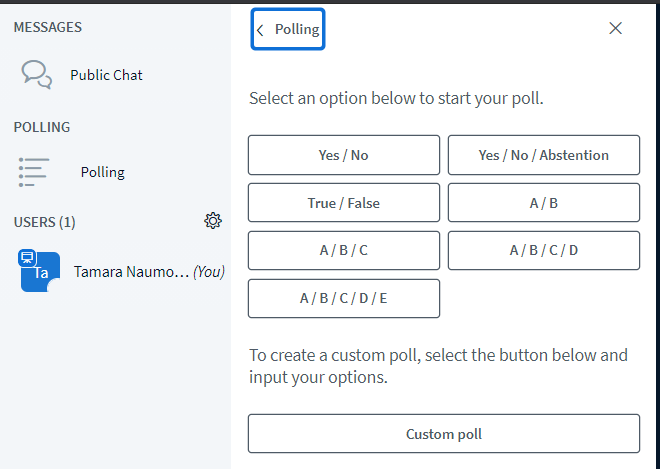 MESSAGES
Public Chat
POLLING
Polling
USERS (1)
Ta
Tamara Naumo... (You)
Polling
Select an option below to start your poll.
Yes / No
Yes / No / Abstention
True / False
A / B
A / B / C
A / B / C / D
A / B / C / D / E
To create a custom poll, select the button below and
input your options.
Custom poll